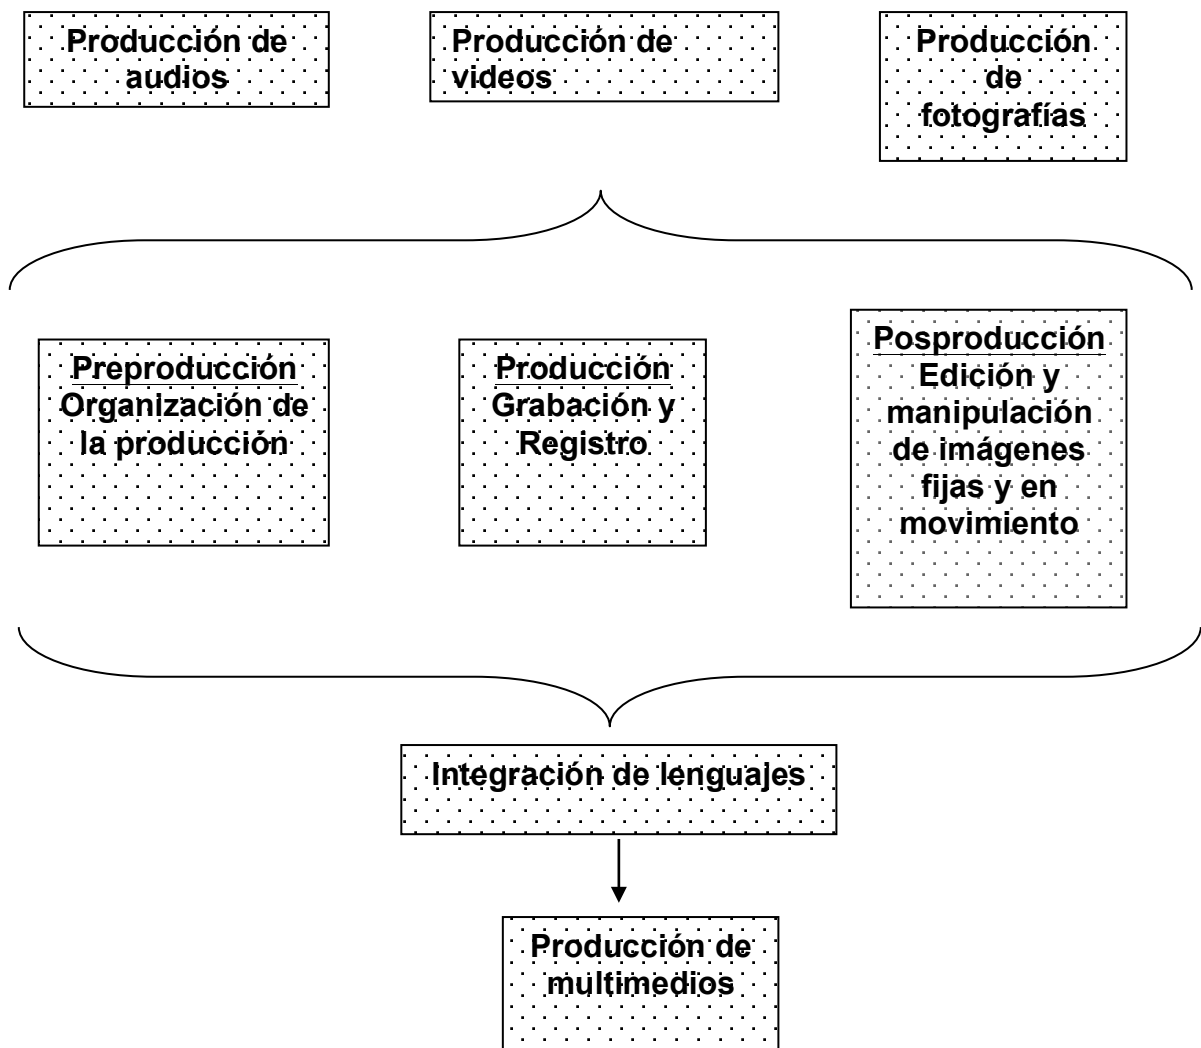 Producción de
audios
Producción de
videos
Producción
de
fotografías
Preproducción
Organización de
la producción
Producción
Grabación y
Registro
Posproducción
Edición y
manipulación
de imágenes
fijas y en
movimiento
Integración de lenguajes
Producción de
multimedios